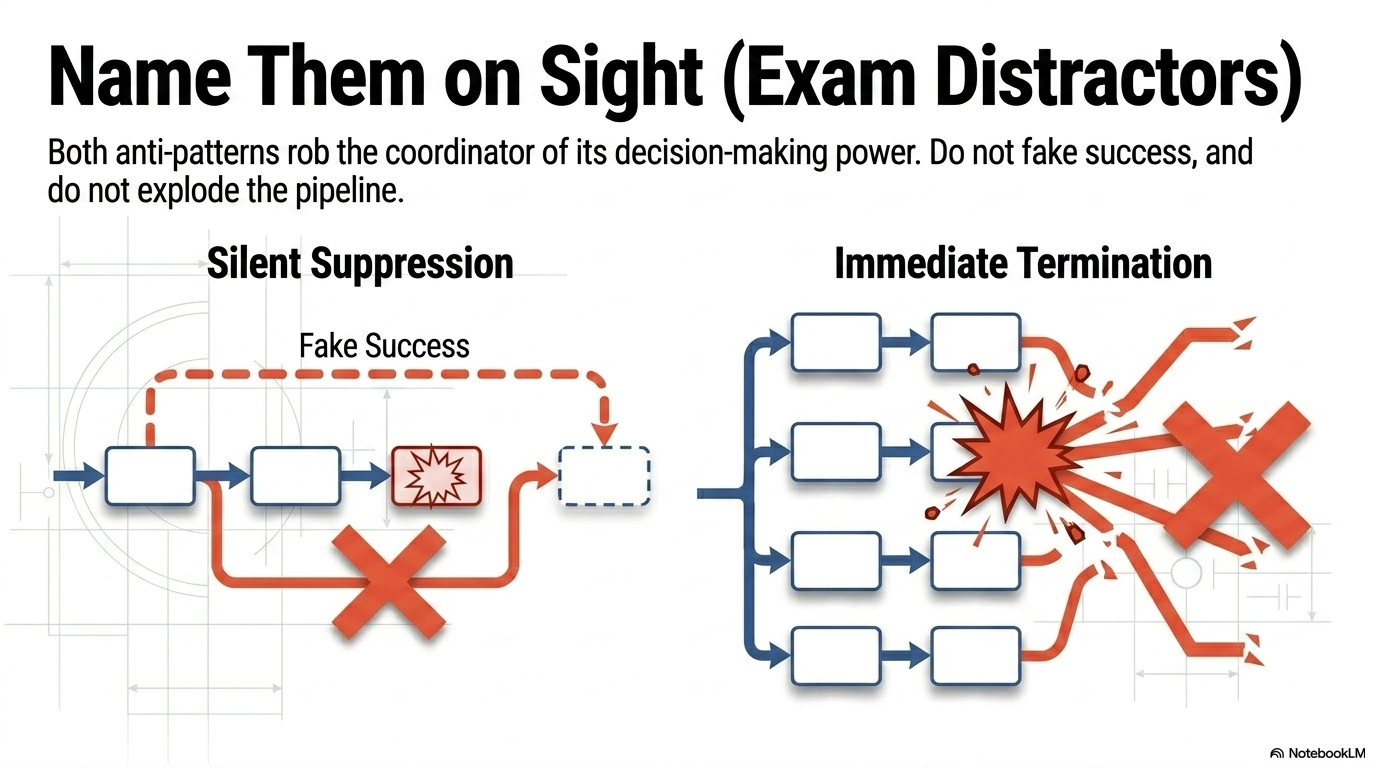 Name Them on Sight (Exam Distractors)
Both anti-patterns rob the coordinator of its decision-making power. Do not fake success, and
do not explode the pipeline.
Silent Suppression
Fake Success
Immediate Termination
NotebookLM